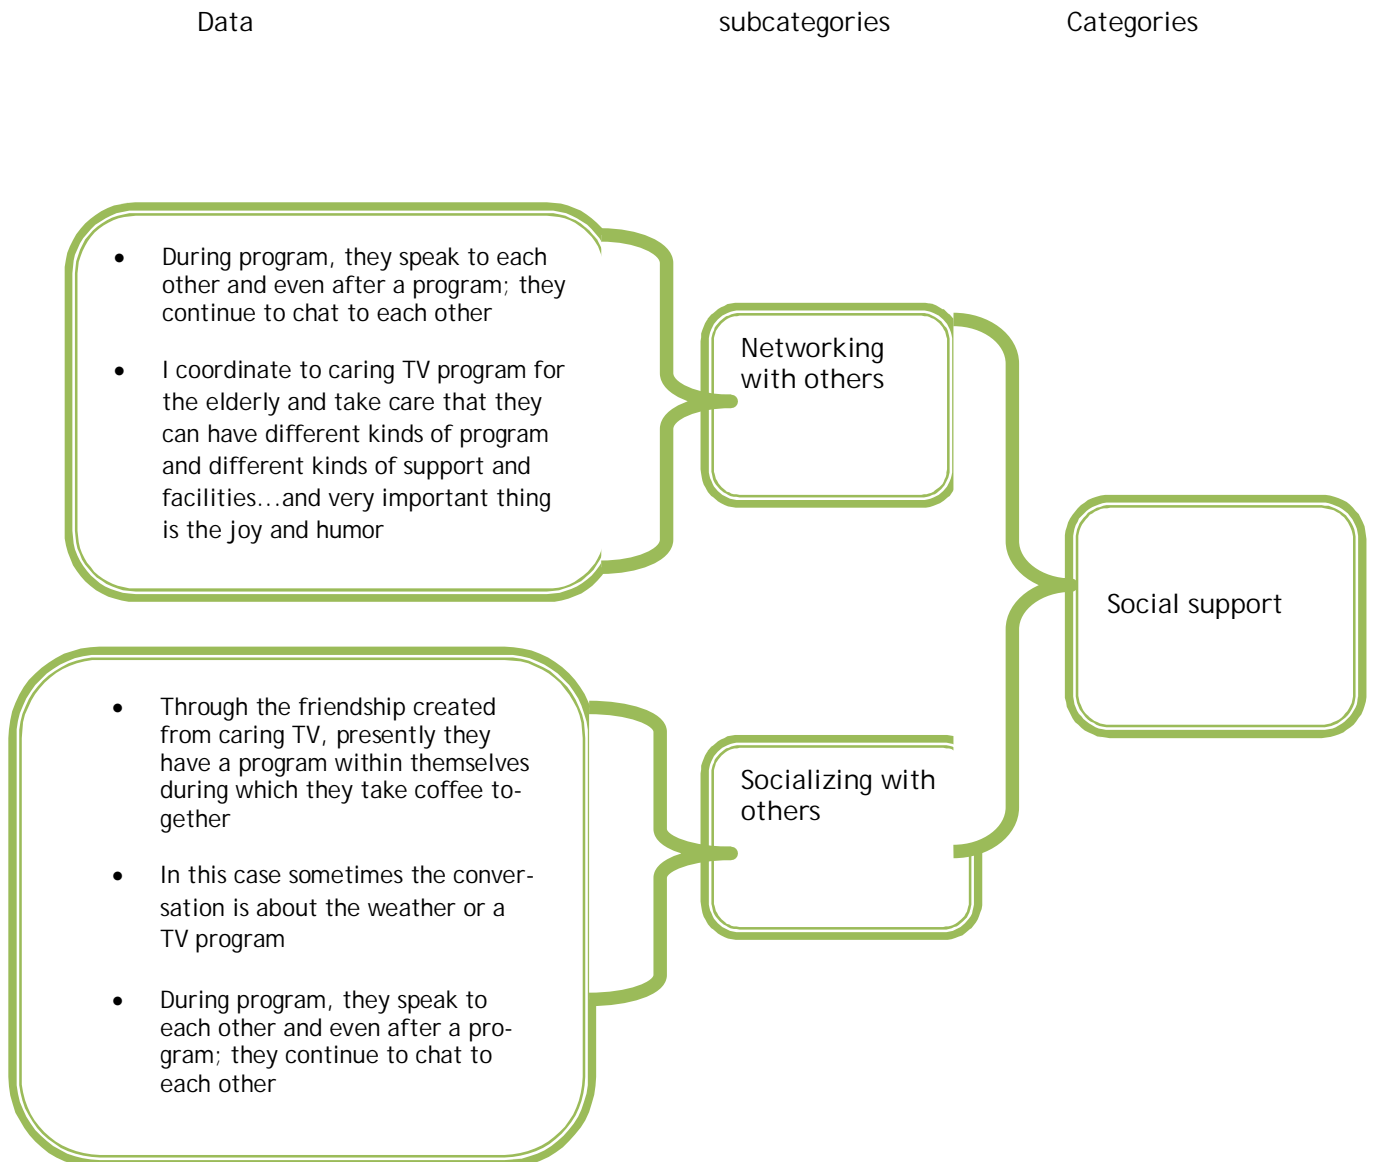 Data subcategories Categories
• During program, they speak to each
other and even after a program; they
continue to chat to each other
• I coordinate to caring TV program for
the elderly and take care that they
can have different kinds of program
and different kinds of support and
facilities...and very important thing
is the joy and humor
Networking
with others
Social support
• Through the friendship created
from caring TV, presently they
have a program within themselves
during which they take coffee to-
gether
• In this case sometimes the conver-
sation is about the weather or a
TV program
• During program, they speak to
each other and even after a pro-
gram; they continue to chat to
each other
Socializing with
others